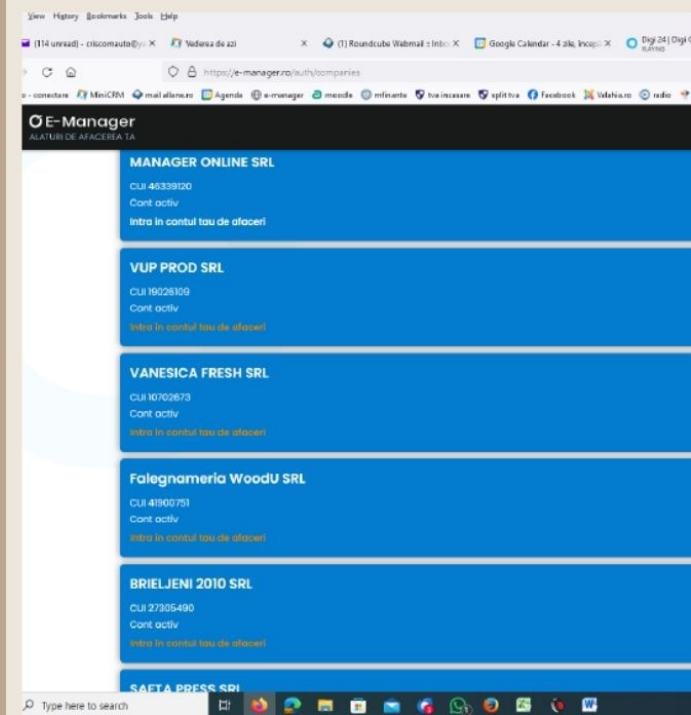 View History Bookmarks Tools Help
(114 unread) - criscomauto@y
Vederea de azi
(1) Roundcube Webmail :: Inbo
Google Calendar - 4 zile, încep
Digi 24 | Digi
https://e-manager.ro/auth/companies
conectare MiniCRM mail allane.ro Agenda e-manager moodle mfinante tva incasare split tva Facebook Valahia.ro radio
E-Manager
ALATURI DE AFACEREA TA
MANAGER ONLINE SRL
CUI 46339120
Cont activ
Intra in contul tau de afaceri
VUP PROD SRL
CUI 19026109
Cont activ
Intra in contul tau de afaceri
VANESICA FRESH SRL
CUI 10702673
Cont activ
Intra in contul tau de afaceri
Falegnameria WoodU SRL
CUI 41900751
Cont activ
Intra in contul tau de afaceri
BRIELJENI 2010 SRL
CUI 27305490
Cont activ
Intra in contul tau de afaceri
SAFTA PRESS SRL
Type here to search